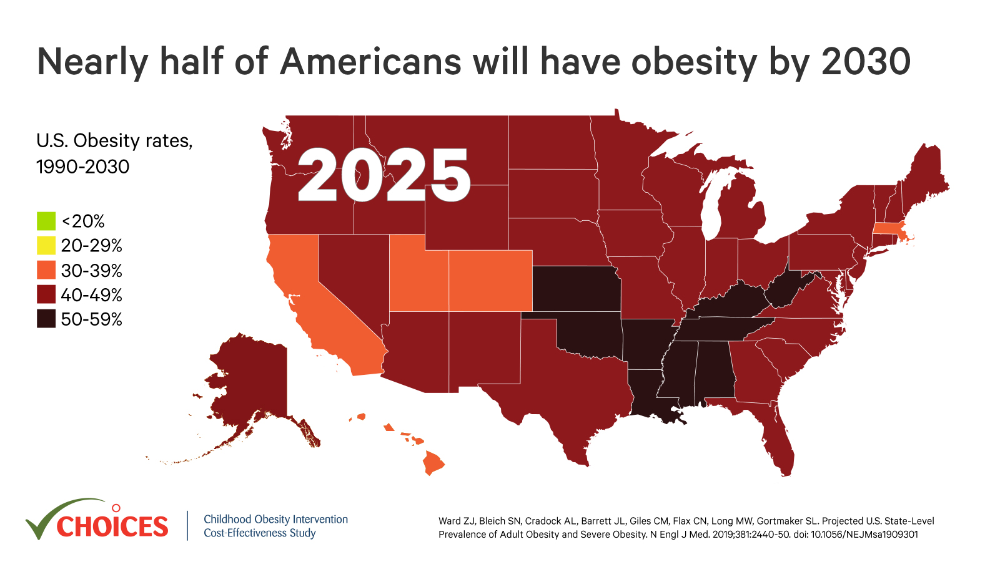 Nearly half of Americans will have obesity by 2030
U.S. Obesity rates,
1990-2030
2025
<20%
20-29%
30-39%
40-49%
50-59%
CHOICES
Childhood Obesity Intervention
Cost-Effectiveness Study
Ward ZJ, Bleich SN, Cradock AL, Barrett JL, Giles CM, Flax CN, Long MW, Gortmaker SL. Projected U.S. State-Level
Prevalence of Adult Obesity and Severe Obesity. N Engl J Med. 2019;381:2440-50. doi: 10.1056/NEJMsa1909301